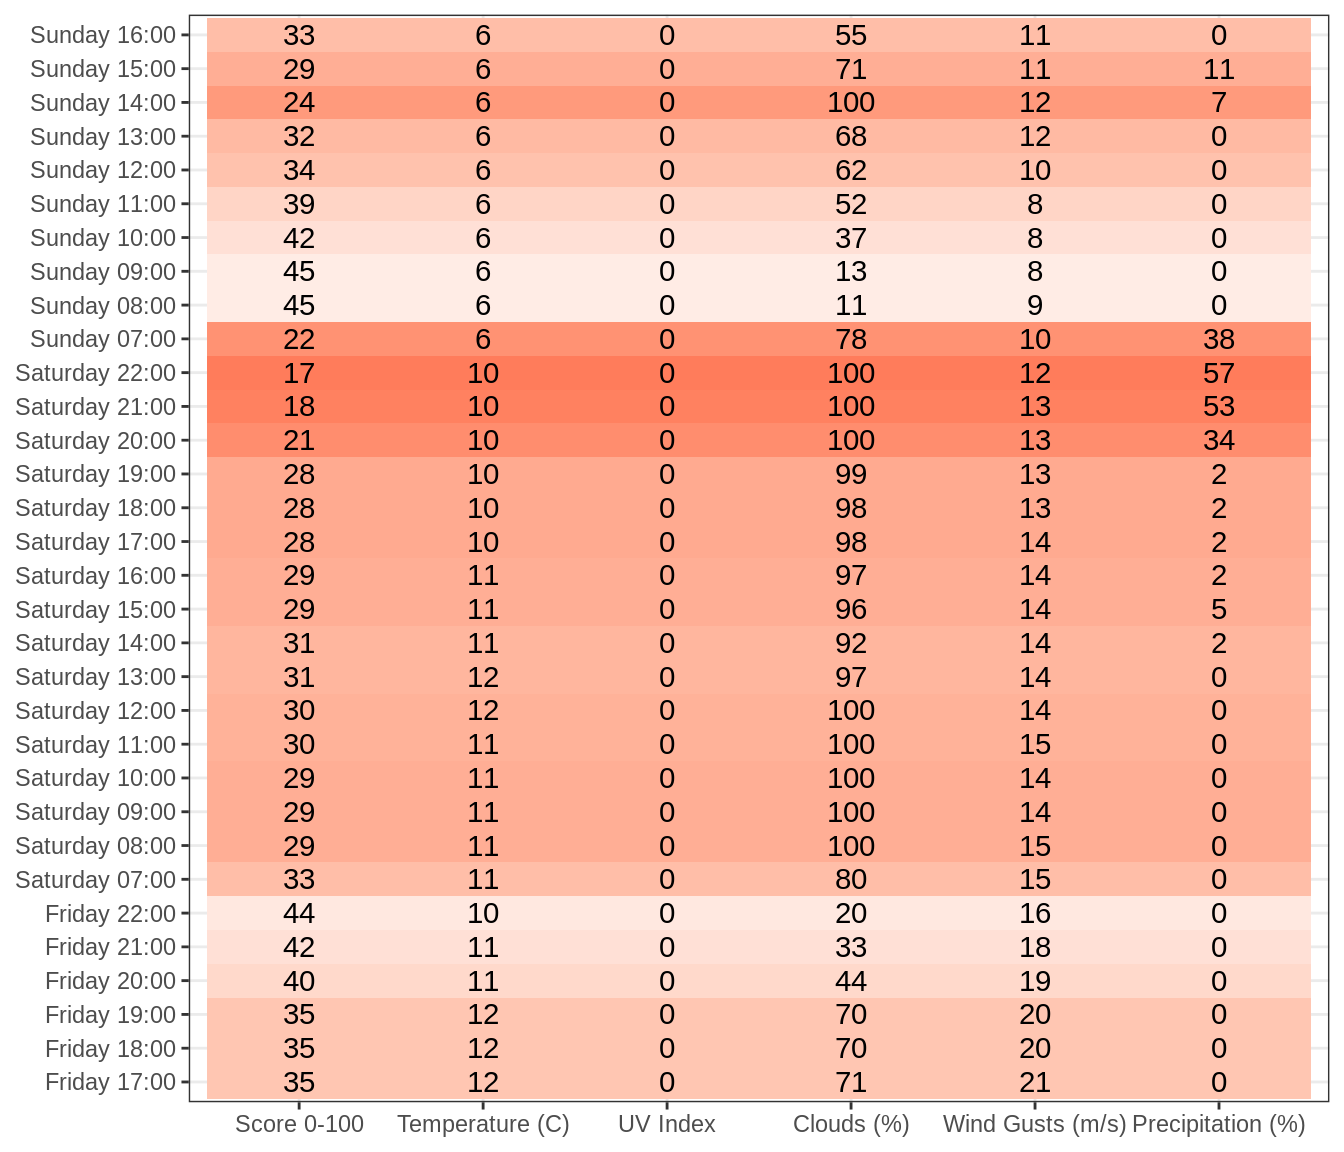 Sunday 16:00 33 6 0 55 11 0
Sunday 15:00 29 6 0 71 11 11
Sunday 14:00 24 6 0 100 12 7
Sunday 13:00 32 6 0 68 12 0
Sunday 12:00 34 6 0 62 10 0
Sunday 11:00 39 6 0 52 8 0
Sunday 10:00 42 6 0 37 8 0
Sunday 09:00 45 6 0 13 8 0
Sunday 08:00 45 6 0 11 9 0
Sunday 07:00 22 6 0 78 10 38
Saturday 22:00 17 10 0 100 12 57
Saturday 21:00 18 10 0 100 13 53
Saturday 20:00 21 10 0 100 13 34
Saturday 19:00 28 10 0 99 13 2
Saturday 18:00 28 10 0 98 13 2
Saturday 17:00 28 10 0 98 14 2
Saturday 16:00 29 11 0 97 14 2
Saturday 15:00 29 11 0 96 14 5
Saturday 14:00 31 11 0 92 14 2
Saturday 13:00 31 12 0 97 14 0
Saturday 12:00 30 12 0 100 14 0
Saturday 11:00 30 11 0 100 15 0
Saturday 10:00 29 11 0 100 14 0
Saturday 09:00 29 11 0 100 14 0
Saturday 08:00 29 11 0 100 15 0
Saturday 07:00 33 11 0 80 15 0
Friday 22:00 44 10 0 20 16 0
Friday 21:00 42 11 0 33 18 0
Friday 20:00 40 11 0 44 19 0
Friday 19:00 35 12 0 70 20 0
Friday 18:00 35 12 0 70 20 0
Friday 17:00 35 12 0 71 21 0
Score 0-100 Temperature (C) UV Index Clouds (%) Wind Gusts (m/s) Precipitation (%)